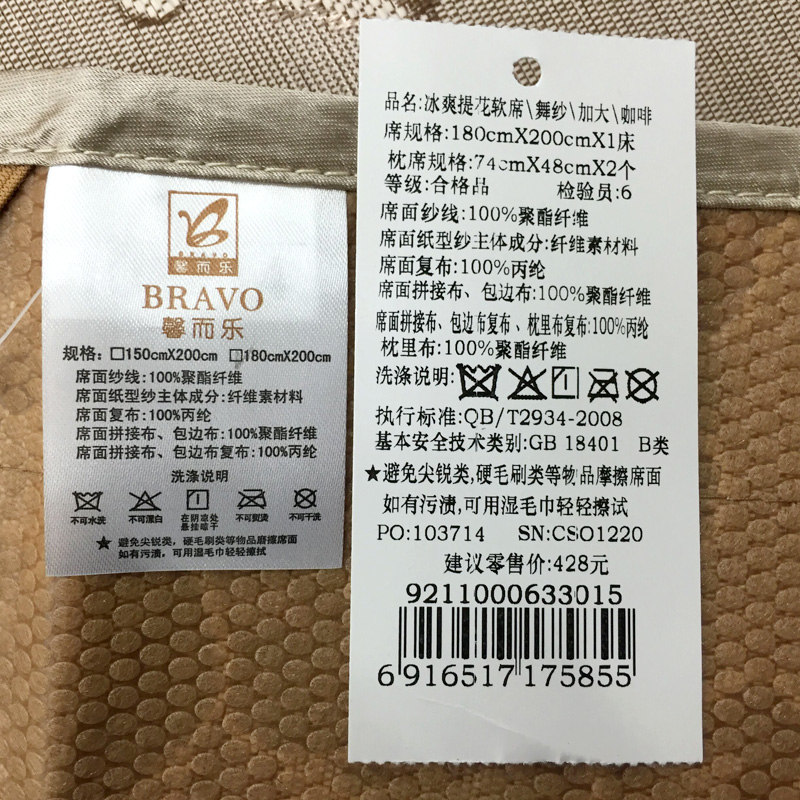 BRAVO
馨而乐
BRAVO
馨而乐
规格：□150cmX200cm □180cmX200cm
席面纱线:100%聚酯纤维
席面纸型纱主体成分:纤维素材料
席面复布:100%丙纶
席面拼接布、包边布:100%聚酯纤维
席面拼接布、包边布复布:100%丙纶
洗涤说明
不可水洗 不可漂白 在阴凉处悬挂晾干 不可熨烫 不可干洗
★ 避免尖锐类，硬毛刷类等物品磨擦席面
如有污渍，可用湿毛巾轻轻擦拭
品名:冰爽提花软席\舞纱\加大\咖啡
席规格:180cmX200cmX1床
枕席规格:74cmX48cmX2个
等级:合格品 检验员:6
席面纱线:100%聚酯纤维
席面纸型纱主体成分:纤维素材料
席面复布:100%丙纶
席面拼接布、包边布:100%聚酯纤维
席面拼接布、包边布复布、枕里布复布:100%丙纶
枕里布:100%聚酯纤维
洗涤说明:
执行标准:QB/T2934-2008
基本安全技术类别:GB 18401 B类
★避免尖锐类,硬毛刷类等物品摩擦席面
如有污渍,可用湿毛巾轻轻擦试
PO:103714 SN:CSO1220
建议零售价:428元
9211000633015
6916517175855